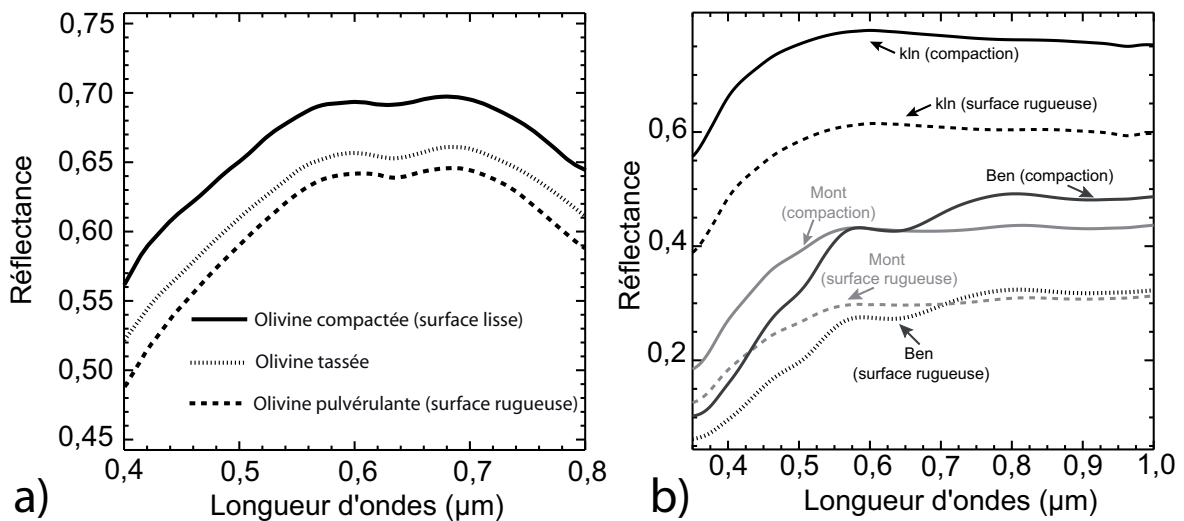 0,75
0,70
0,65
0,60
0,55
0,50
0,45
Réflectance
Olivine compactée (surface lisse)
Olivine tassée
Olivine pulvérulante (surface rugueuse)
0,4 0,5 0,6 0,7 0,8
Longueur d'ondes (µm)
a)
0,6
0,4
0,2
Réflectance
kln (compaction)
kln (surface rugueuse)
Ben (compaction)
Mont
(compaction)
Mont
(surface rugueuse)
Ben
(surface rugueuse)
0,4 0,5 0,6 0,7 0,8 0,9 1,0
Longueur d'ondes (µm)
b)